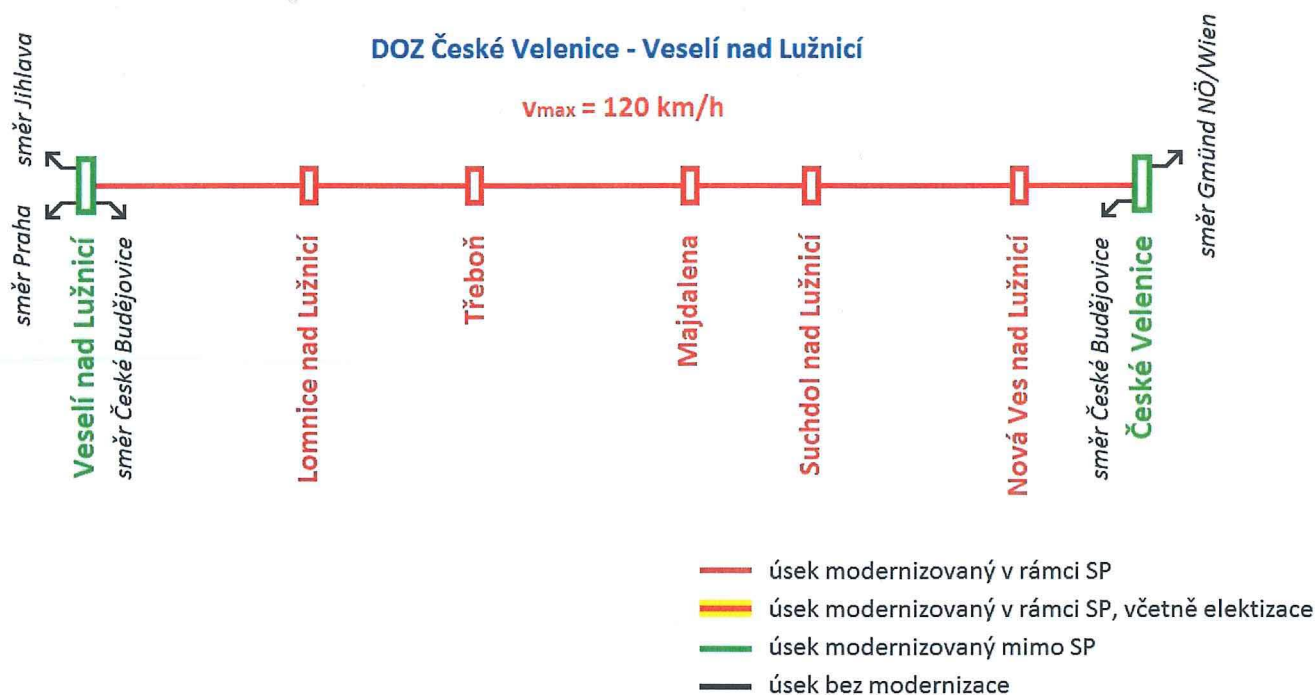 DOZ České Velenice - Veselí nad Lužnicí
vmax = 120 km/h
směr Jihlava
směr Praha
Veselí nad Lužnicí
směr České Budějovice
Lomnice nad Lužnicí
Třeboň
Majdalena
Suchdol nad Lužnicí
Nová Ves nad Lužnicí
směr České Budějovice
České Velenice
směr Gmünd NÖ/Wien
úsek modernizovaný v rámci SP
úsek modernizovaný v rámci SP, včetně elektizace
úsek modernizovaný mimo SP
úsek bez modernizace